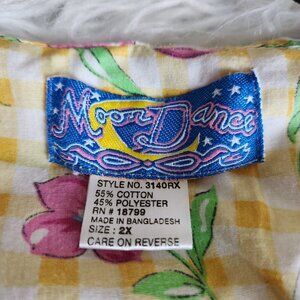 Moon Dance
STYLE NO. 3140RX
55% COTTON
45% POLYESTER
RN # 18799
MADE IN BANGLADESH
SIZE : 2X
CARE ON REVERSE